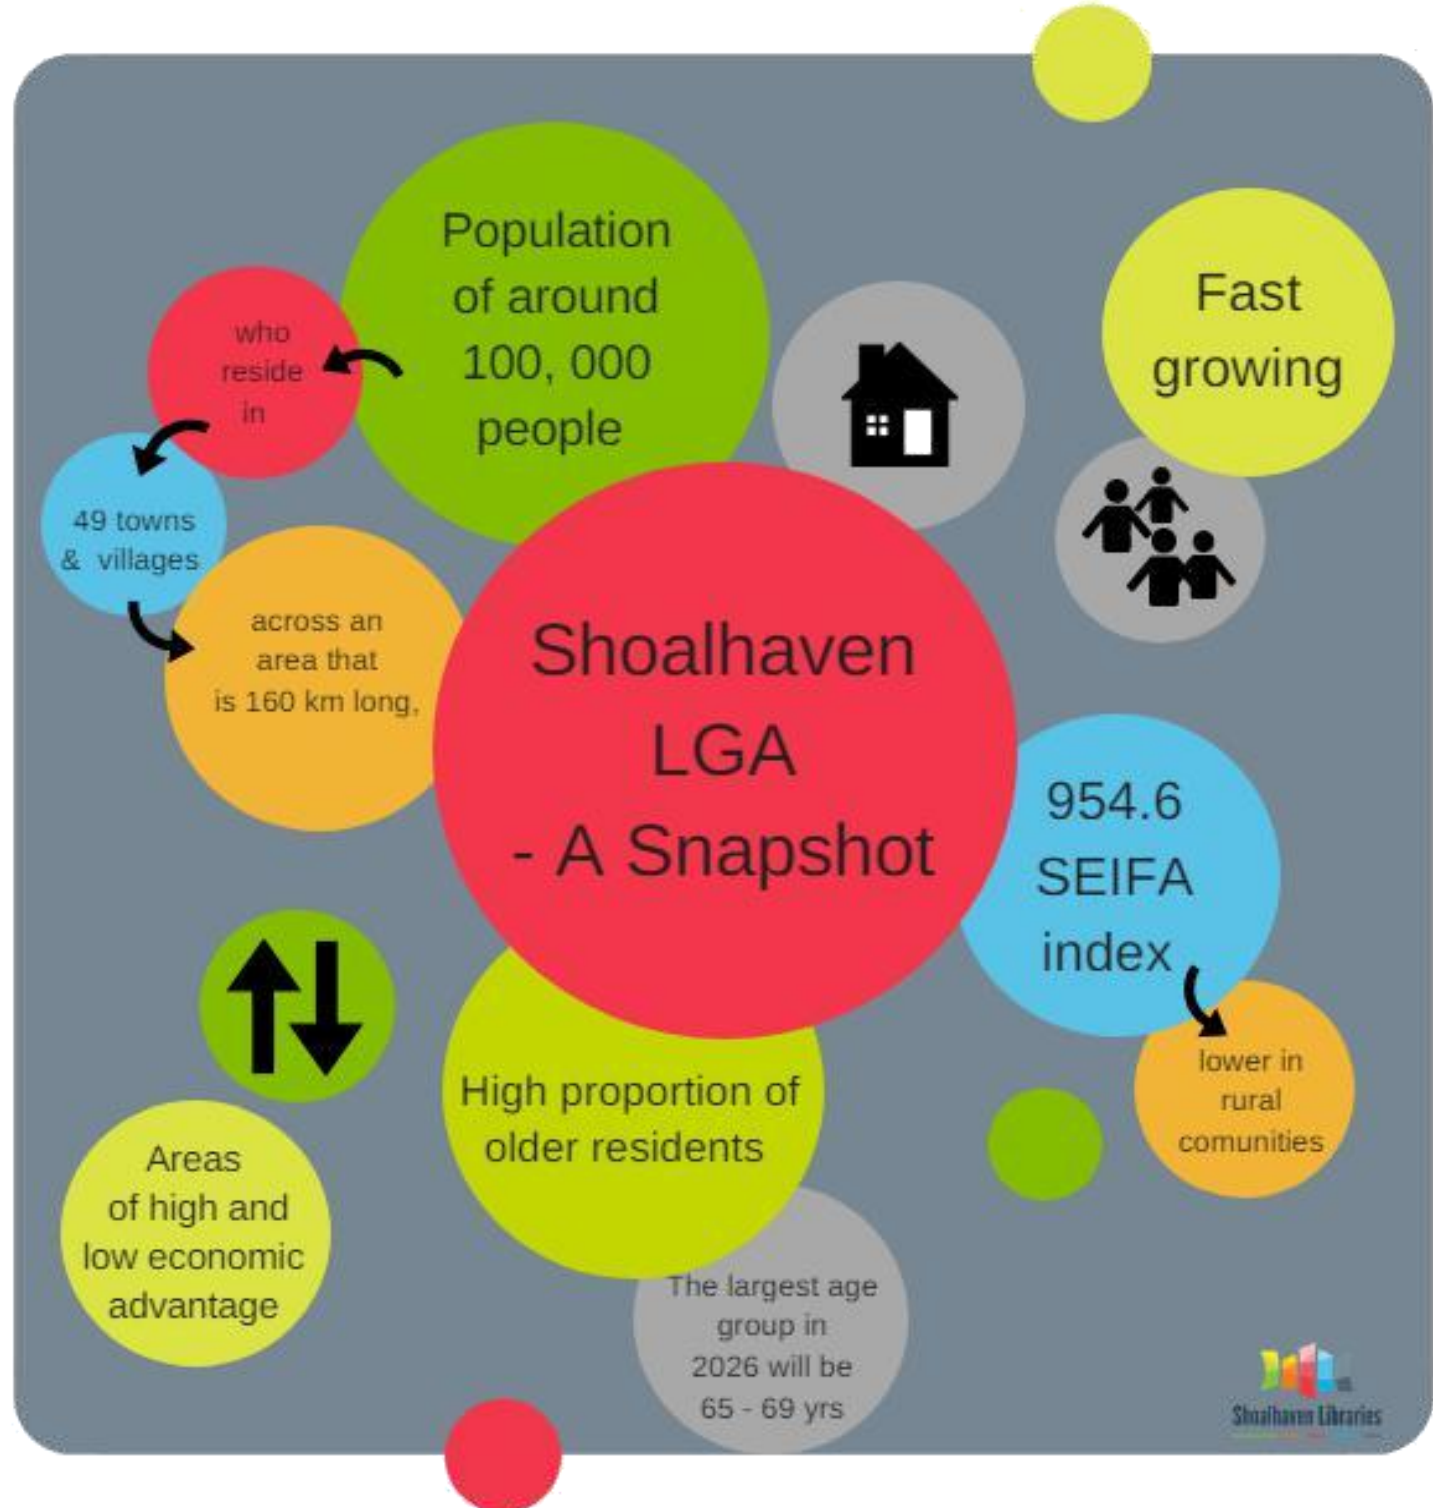 Population
of around
100, 000
people
who
reside
in
49 towns
& villages
across an
area that
is 160 km long,
Fast
growing
Shoalhaven
LGA
- A Snapshot
954.6
SEIFA
index
lower in
rural
comunities
High proportion of
older residents
The largest age
group in
2026 will be
65 - 69 yrs
Areas
of high and
low economic
advantage
Shoalhaven Libraries